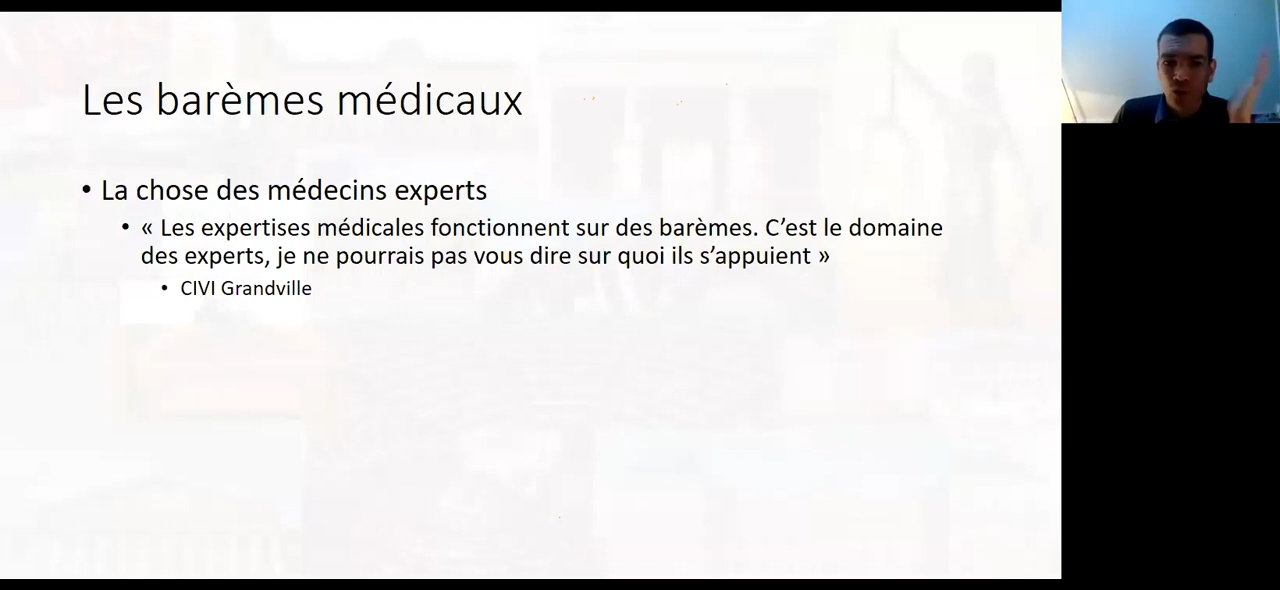 Les barèmes médicaux
• La chose des médecins experts
• « Les expertises médicales fonctionnent sur des barèmes. C’est le domaine
des experts, je ne pourrais pas vous dire sur quoi ils s’appuient »
• CIVI Grandville